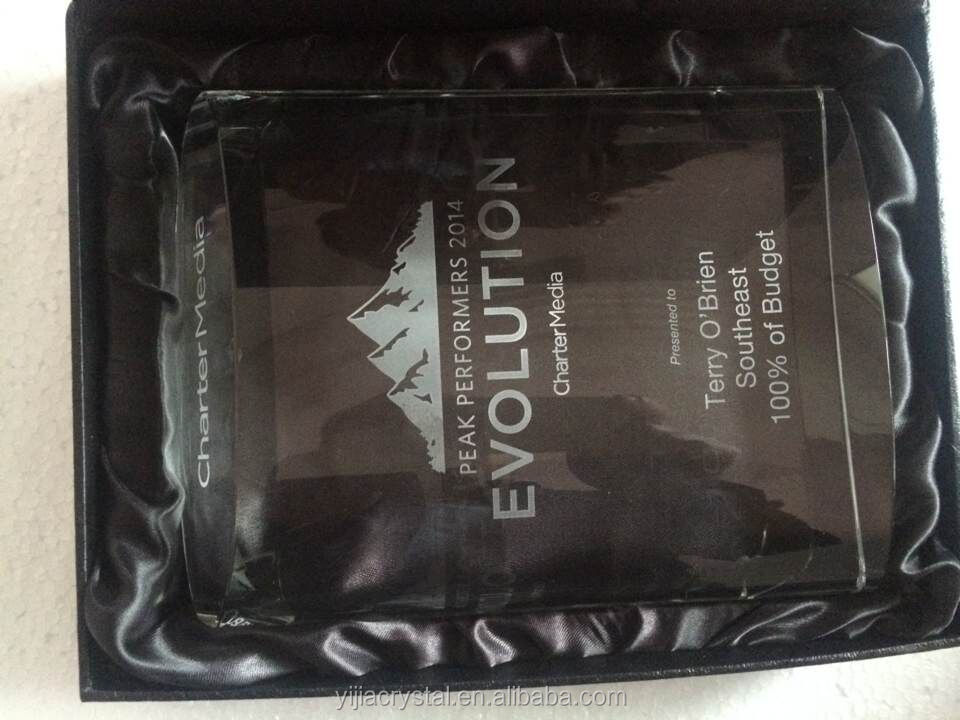 CharterMedia
PEAK PERFORMERS 2014
EVOLUTION
CharterMedia
Presented to
Terry O'Brien
Southeast
100% of Budget
yijiacrystal.en.alibaba.com